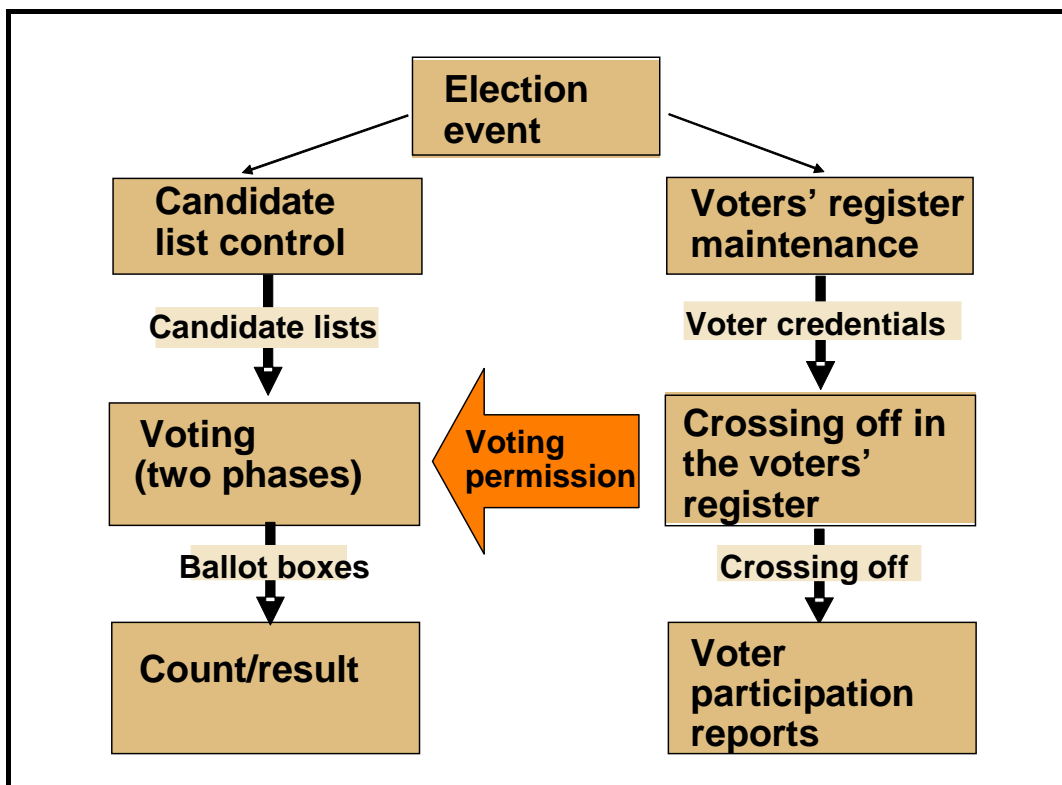 Election
event
Candidate
list control
Voters’ register
maintenance
Candidate lists
Voter credentials
Voting
(two phases)
Voting
permission
Crossing off in
the voters’
register
Ballot boxes
Crossing off
Count/result
Voter
participation
reports